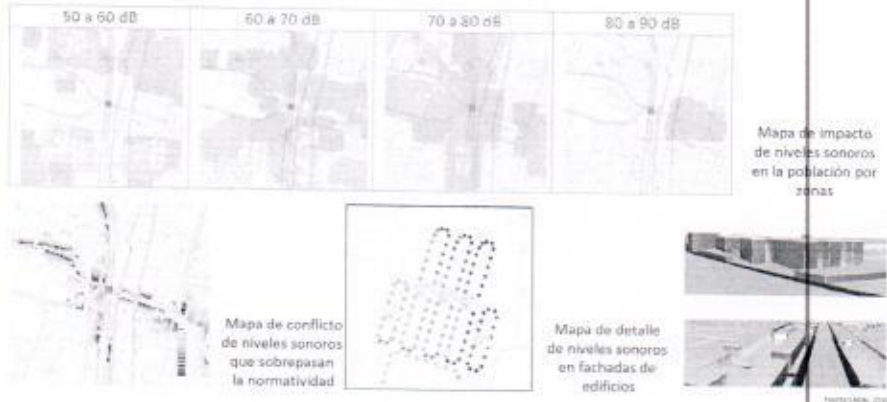 50 a 60 dB
60 a 70 dB
70 a 80 dB
80 a 90 dB
Mapa de impacto
de niveles sonoros
en la población por
zonas
Mapa de conflicto
de niveles sonoros
que sobrepasan
la normatividad
Mapa de detalle
de niveles sonoros
en fachadas de
edificios